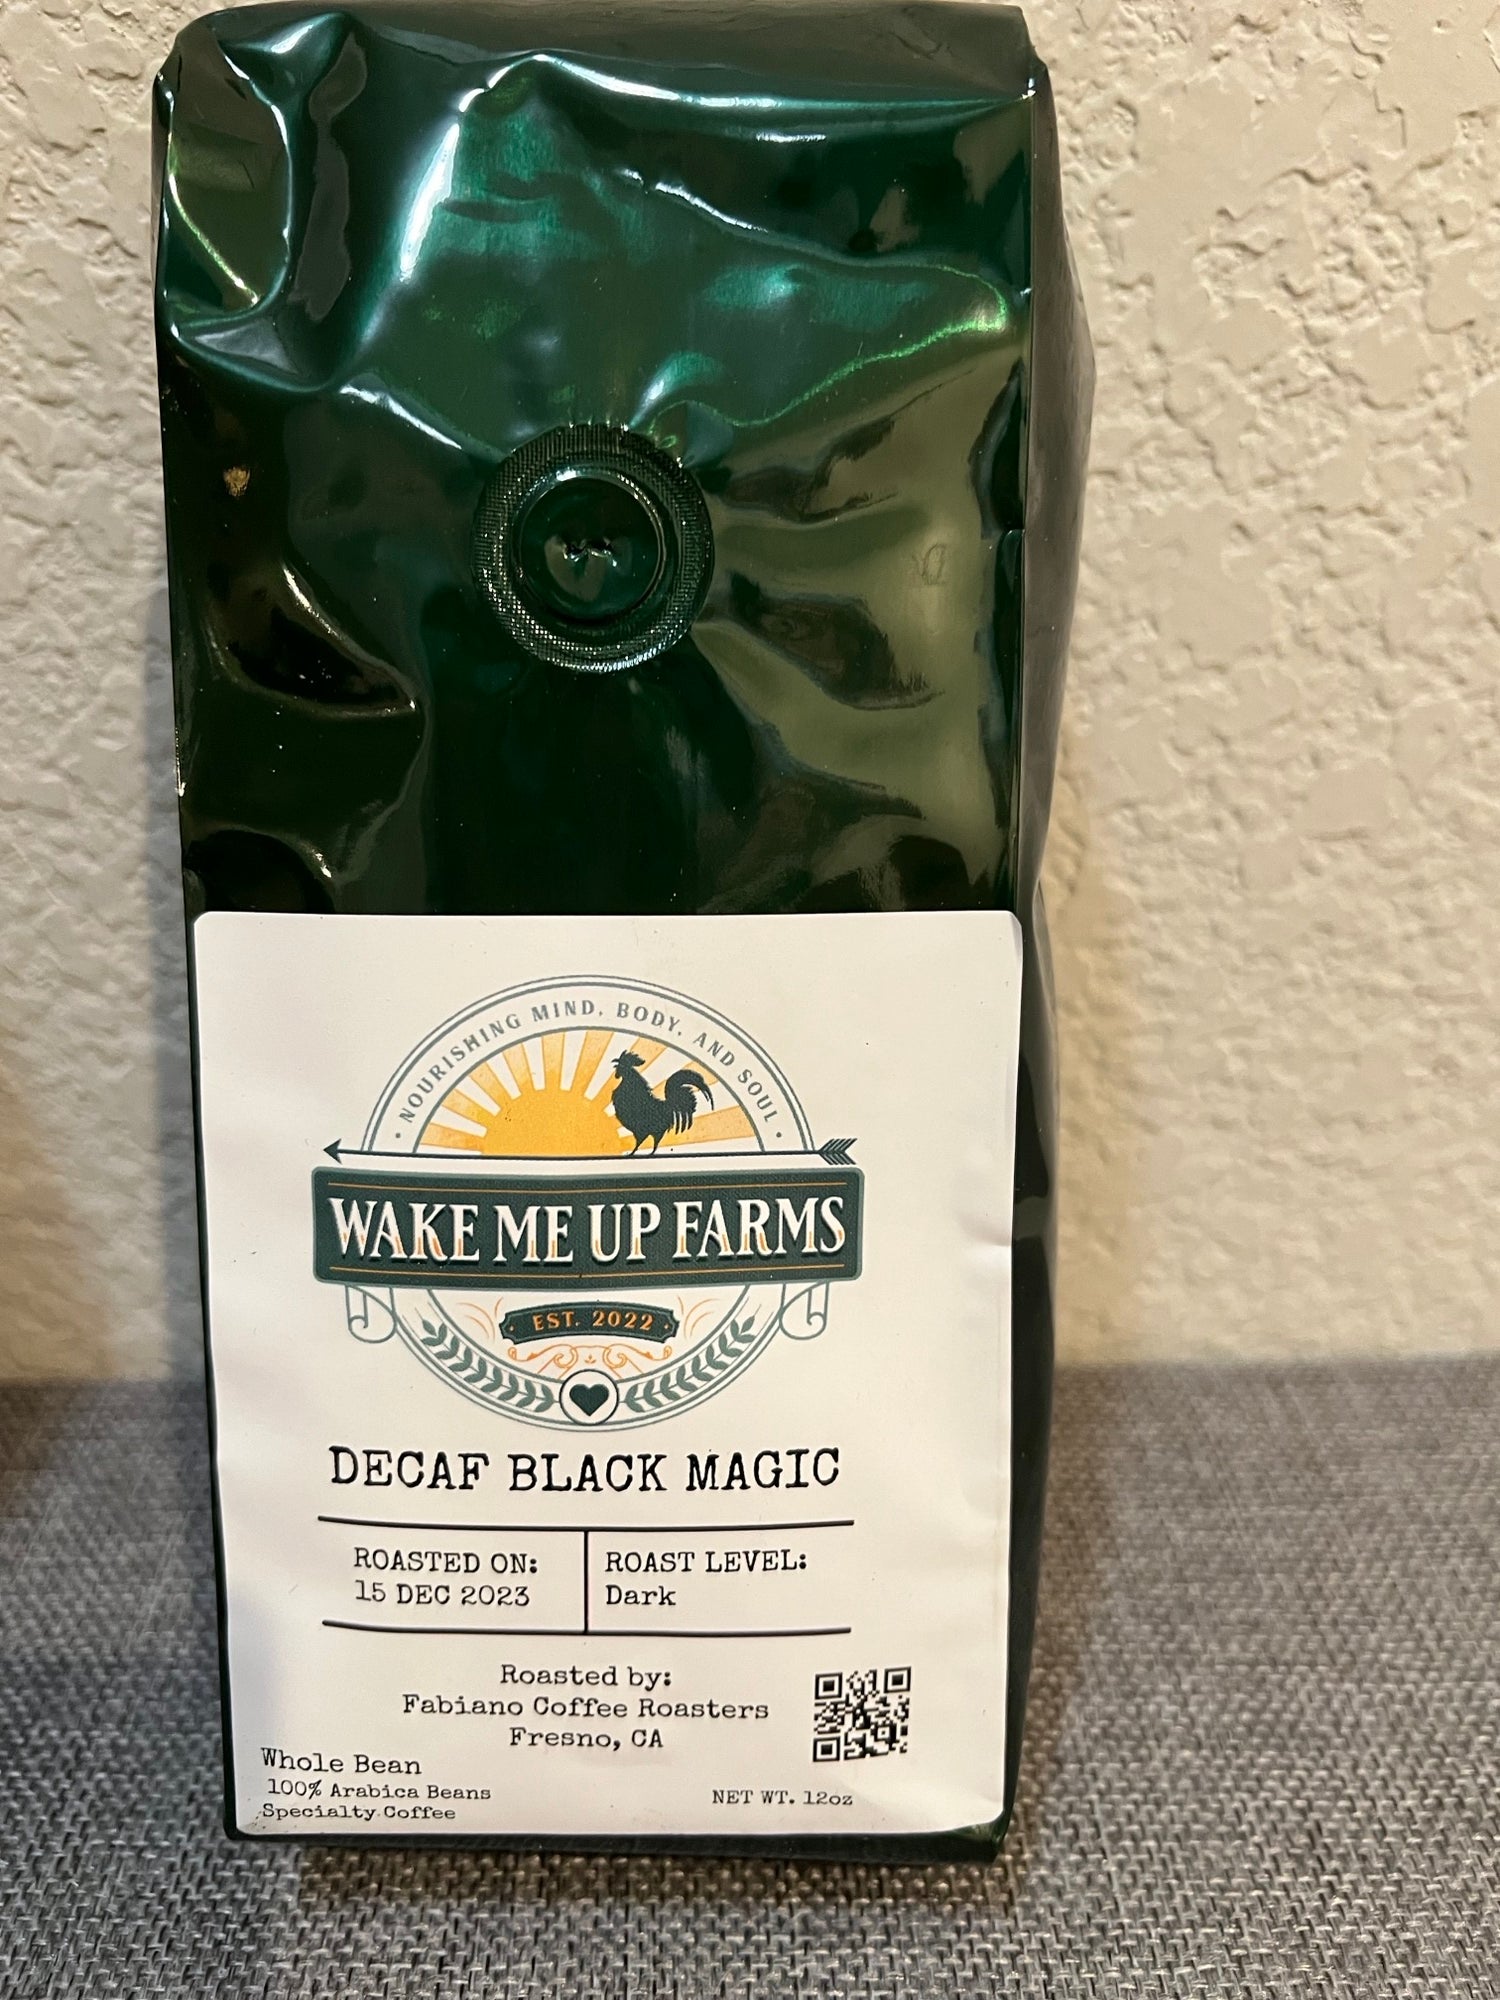 · NOURISHING MIND, BODY, AND SOUL ·
WAKE ME UP FARMS
· EST. 2022 ·
DECAF BLACK MAGIC
ROASTED ON:
15 DEC 2023
ROAST LEVEL:
Dark
Roasted by:
Fabiano Coffee Roasters
Fresno, CA
Whole Bean
100% Arabica Beans
Specialty Coffee
NET WT. 12oz